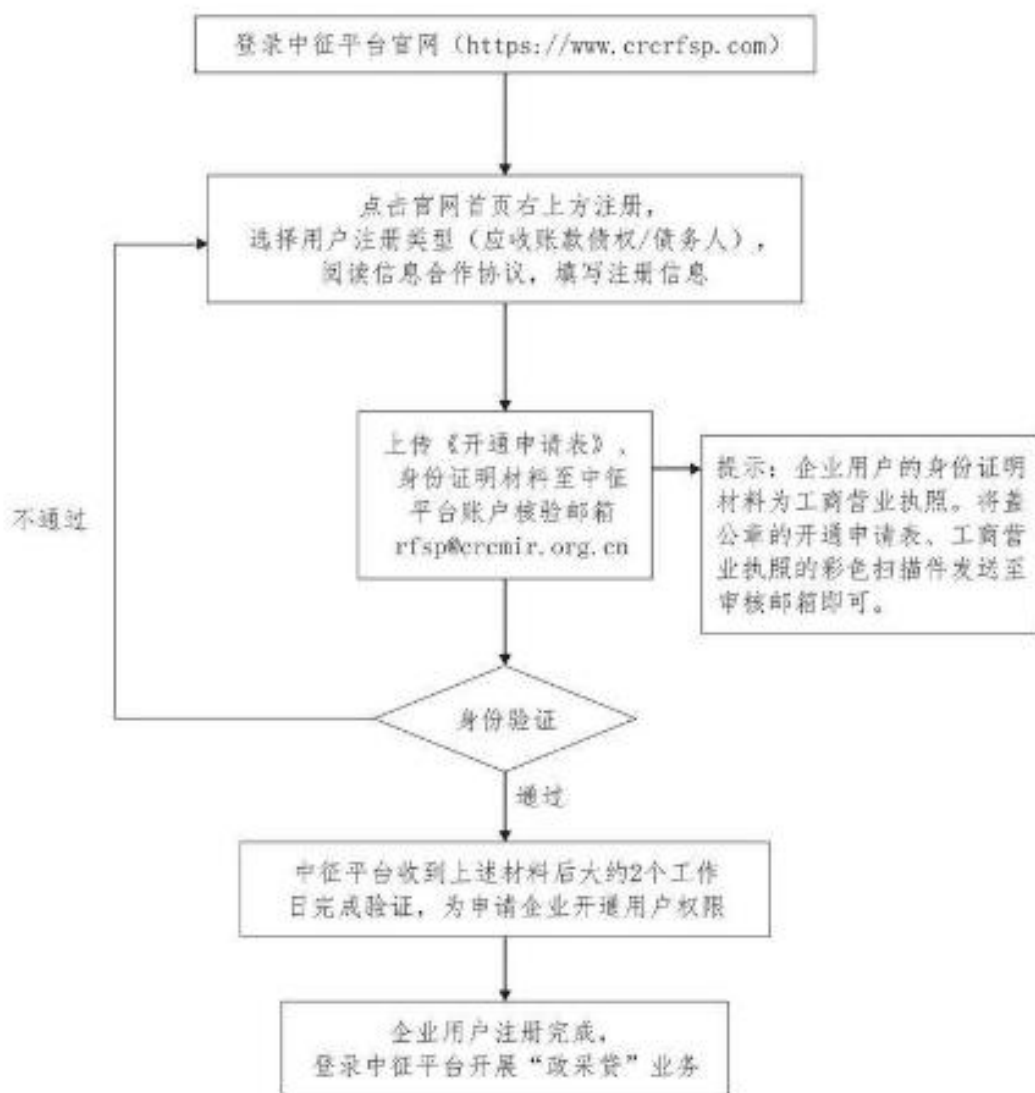 登录中征平台官网（https://www.crcrfsp.com）
点击官网首页右上方注册，
选择用户注册类型（应收账款债权/债务人），
阅读信息合作协议，填写注册信息
上传《开通申请表》、
身份证明材料至中征
平台账户核验邮箱
rfsp@crcmir.org.cn
提示：企业用户的身份证明
材料为工商营业执照。将盖
公章的开通申请表、工商营
业执照的彩色扫描件发送至
审核邮箱即可。
不通过
身份验证
通过
中征平台收到上述材料后大约2个工作
日完成验证，为申请企业开通用户权限
企业用户注册完成，
登录中征平台开展“政采贷”业务